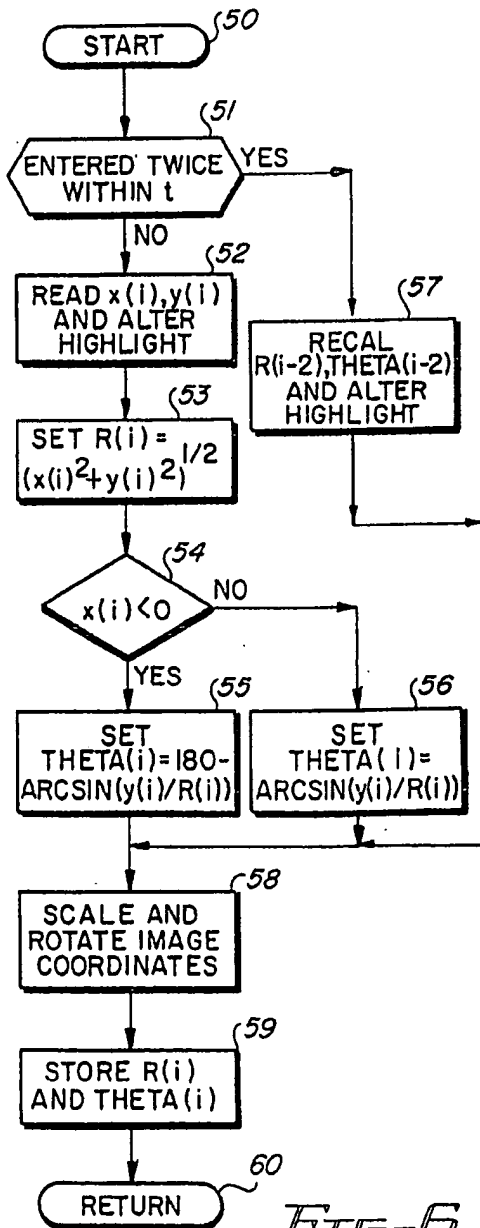 50
START
51
ENTERED TWICE
WITHIN t
YES
NO
52
READ x(i),y(i)
AND ALTER
HIGHLIGHT
57
RECAL
R(i-2),THETA(i-2)
AND ALTER
HIGHLIGHT
53
SET R(i)=
(x(i)²+y(i)²)^1/2
54
x(i)<0
NO
YES
55
SET
THETA(i)=180-
ARCSIN(y(i)/R(i))
56
SET
THETA(i)=
ARCSIN(y(i)/R(i))
58
SCALE AND
ROTATE IMAGE
COORDINATES
59
STORE R(i)
AND THETA(i)
60
RETURN
FIG-6